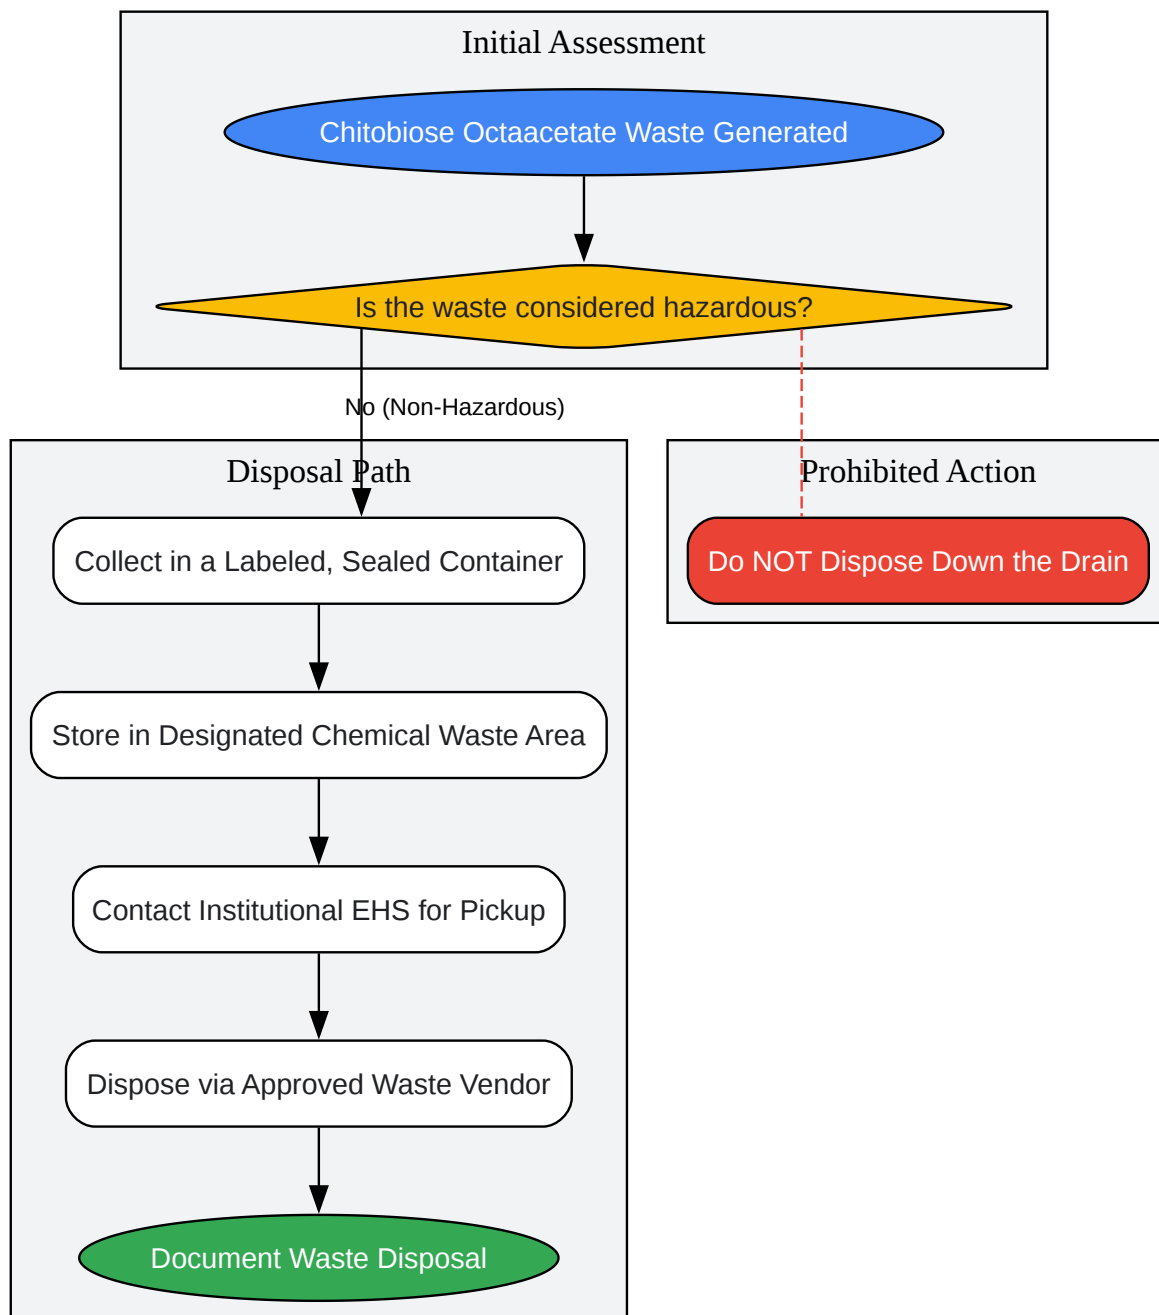 Initial Assessment
Chitobiose Octaacetate Waste Generated
Is the waste considered hazardous?
No (Non-Hazardous)
Disposal Path
Prohibited Action
Collect in a Labeled, Sealed Container
Do NOT Dispose Down the Drain
Store in Designated Chemical Waste Area
Contact Institutional EHS for Pickup
Dispose via Approved Waste Vendor
Document Waste Disposal